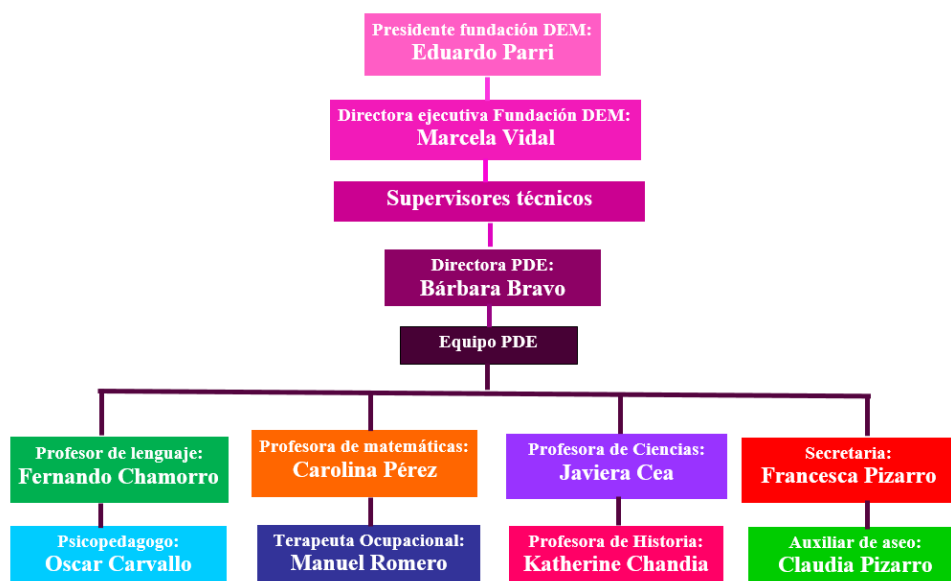 Presidente fundación DEM:
Eduardo Parri
Directora ejecutiva Fundación DEM:
Marcela Vidal
Supervisores técnicos
Directora PDE:
Bárbara Bravo
Equipo PDE
Profesor de lenguaje:
Fernando Chamorro
Profesora de matemáticas:
Carolina Pérez
Profesora de Ciencias:
Javiera Cea
Secretaria:
Francesca Pizarro
Psicopedagogo:
Oscar Carvallo
Terapeuta Ocupacional:
Manuel Romero
Profesora de Historia:
Katherine Chandia
Auxiliar de aseo:
Claudia Pizarro